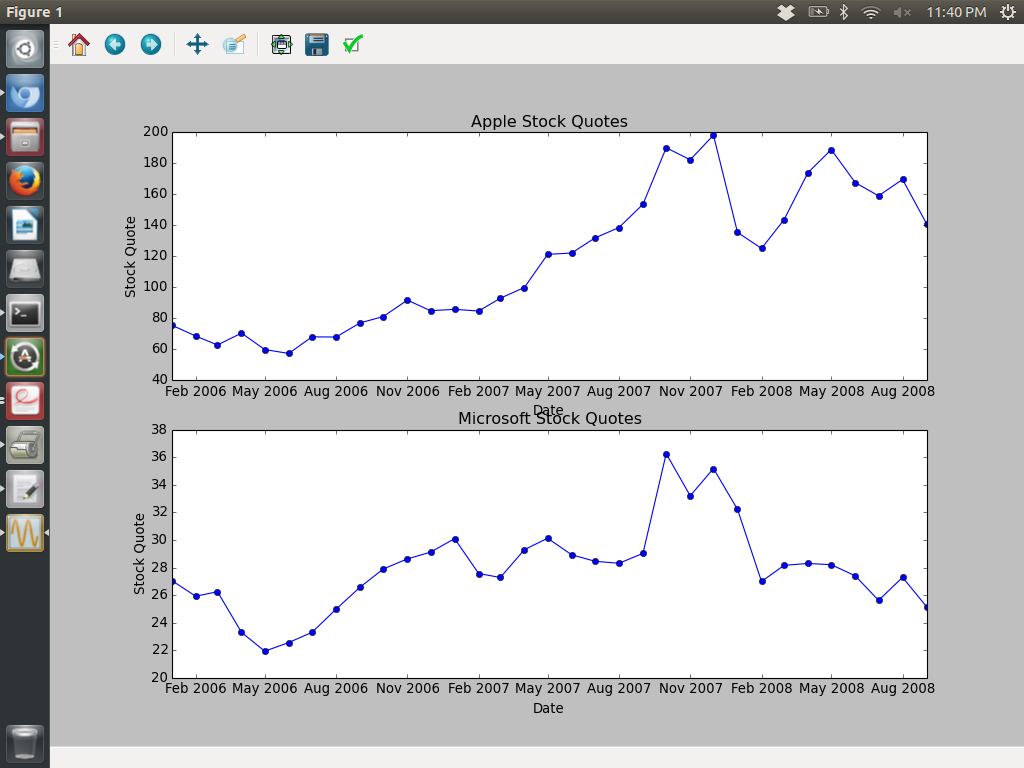 Figure 1
11:40 PM
Apple Stock Quotes
200
180
160
140
120
100
80
60
40
Stock Quote
Feb 2006 May 2006 Aug 2006 Nov 2006 Feb 2007 May 2007 Aug 2007 Nov 2007 Feb 2008 May 2008 Aug 2008
Date
Microsoft Stock Quotes
38
36
34
32
30
28
26
24
22
20
Stock Quote
Feb 2006 May 2006 Aug 2006 Nov 2006 Feb 2007 May 2007 Aug 2007 Nov 2007 Feb 2008 May 2008 Aug 2008
Date